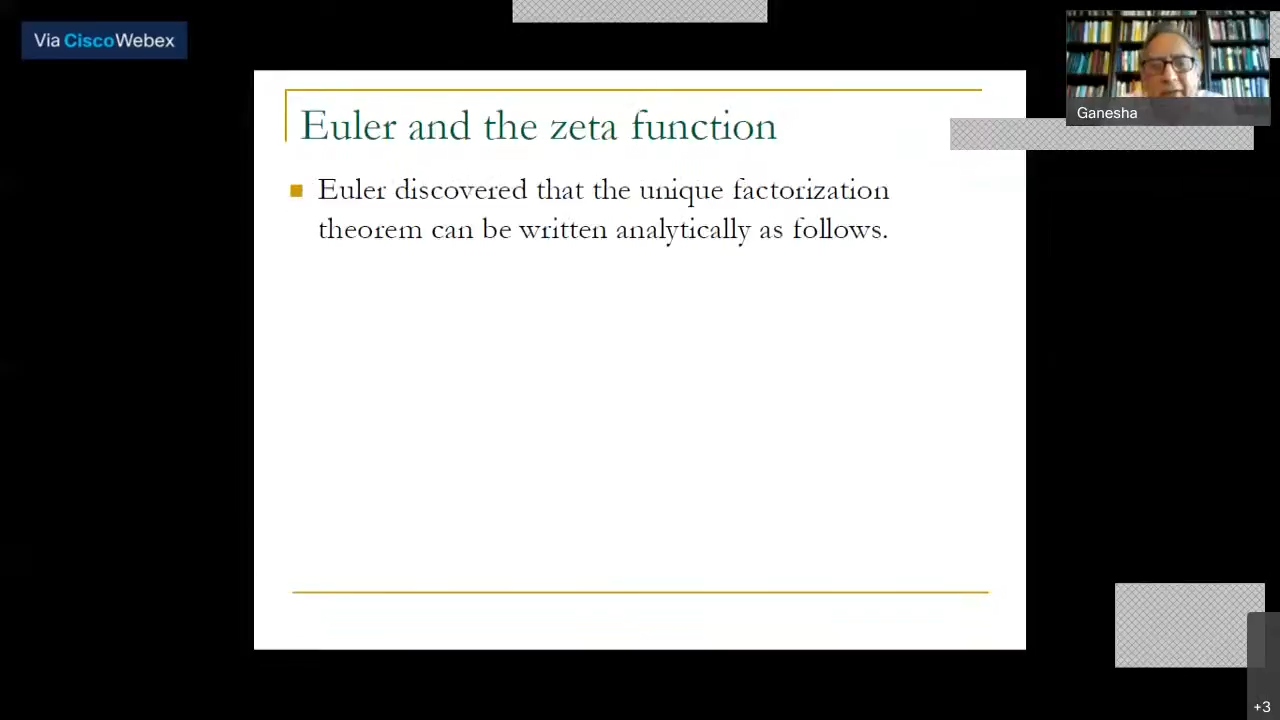 Via CiscoWebex
Ganesha
Euler and the zeta function
Euler discovered that the unique factorization
theorem can be written analytically as follows.
+3